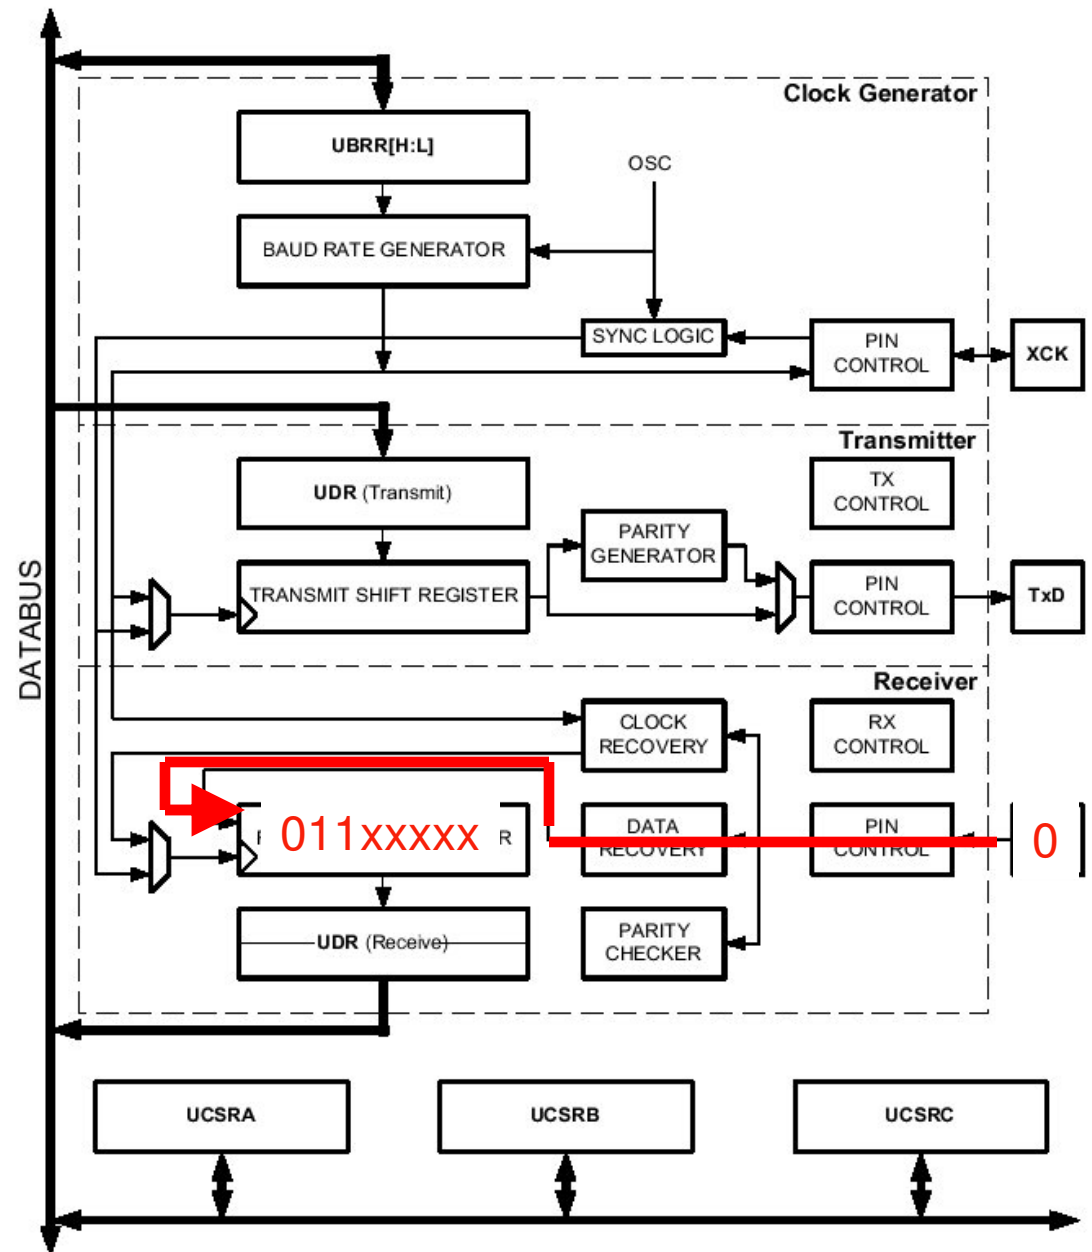 Clock Generator
UBRR[H:L]
OSC
BAUD RATE GENERATOR
SYNC LOGIC
PIN
CONTROL
XCK
DATABUS
Transmitter
UDR (Transmit)
TX
CONTROL
PARITY
GENERATOR
TRANSMIT SHIFT REGISTER
PIN
CONTROL
TxD
Receiver
CLOCK
RECOVERY
RX
CONTROL
011xxxxx
R
DATA
RECOVERY
PIN
CONTROL
0
UDR (Receive)
PARITY
CHECKER
UCSRA
UCSRB
UCSRC